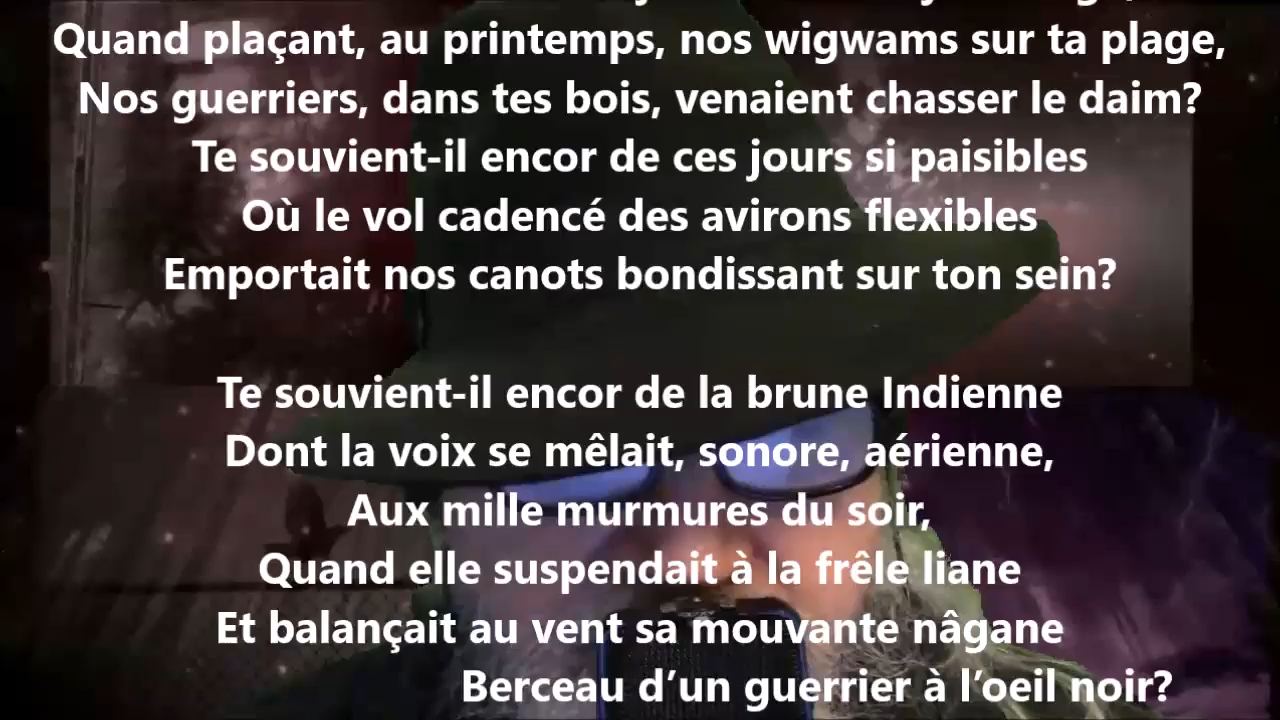 Quand plaçant, au printemps, nos wigwams sur ta plage,
Nos guerriers, dans tes bois, venaient chasser le daim?
Te souvient-il encor de ces jours si paisibles
Où le vol cadencé des avirons flexibles
Emportait nos canots bondissant sur ton sein?
Te souvient-il encor de la brune Indienne
Dont la voix se mêlait, sonore, aérienne,
Aux mille murmures du soir,
Quand elle suspendait à la frêle liane
Et balançait au vent sa mouvante nâgane
Berceau d’un guerrier à l’oeil noir?